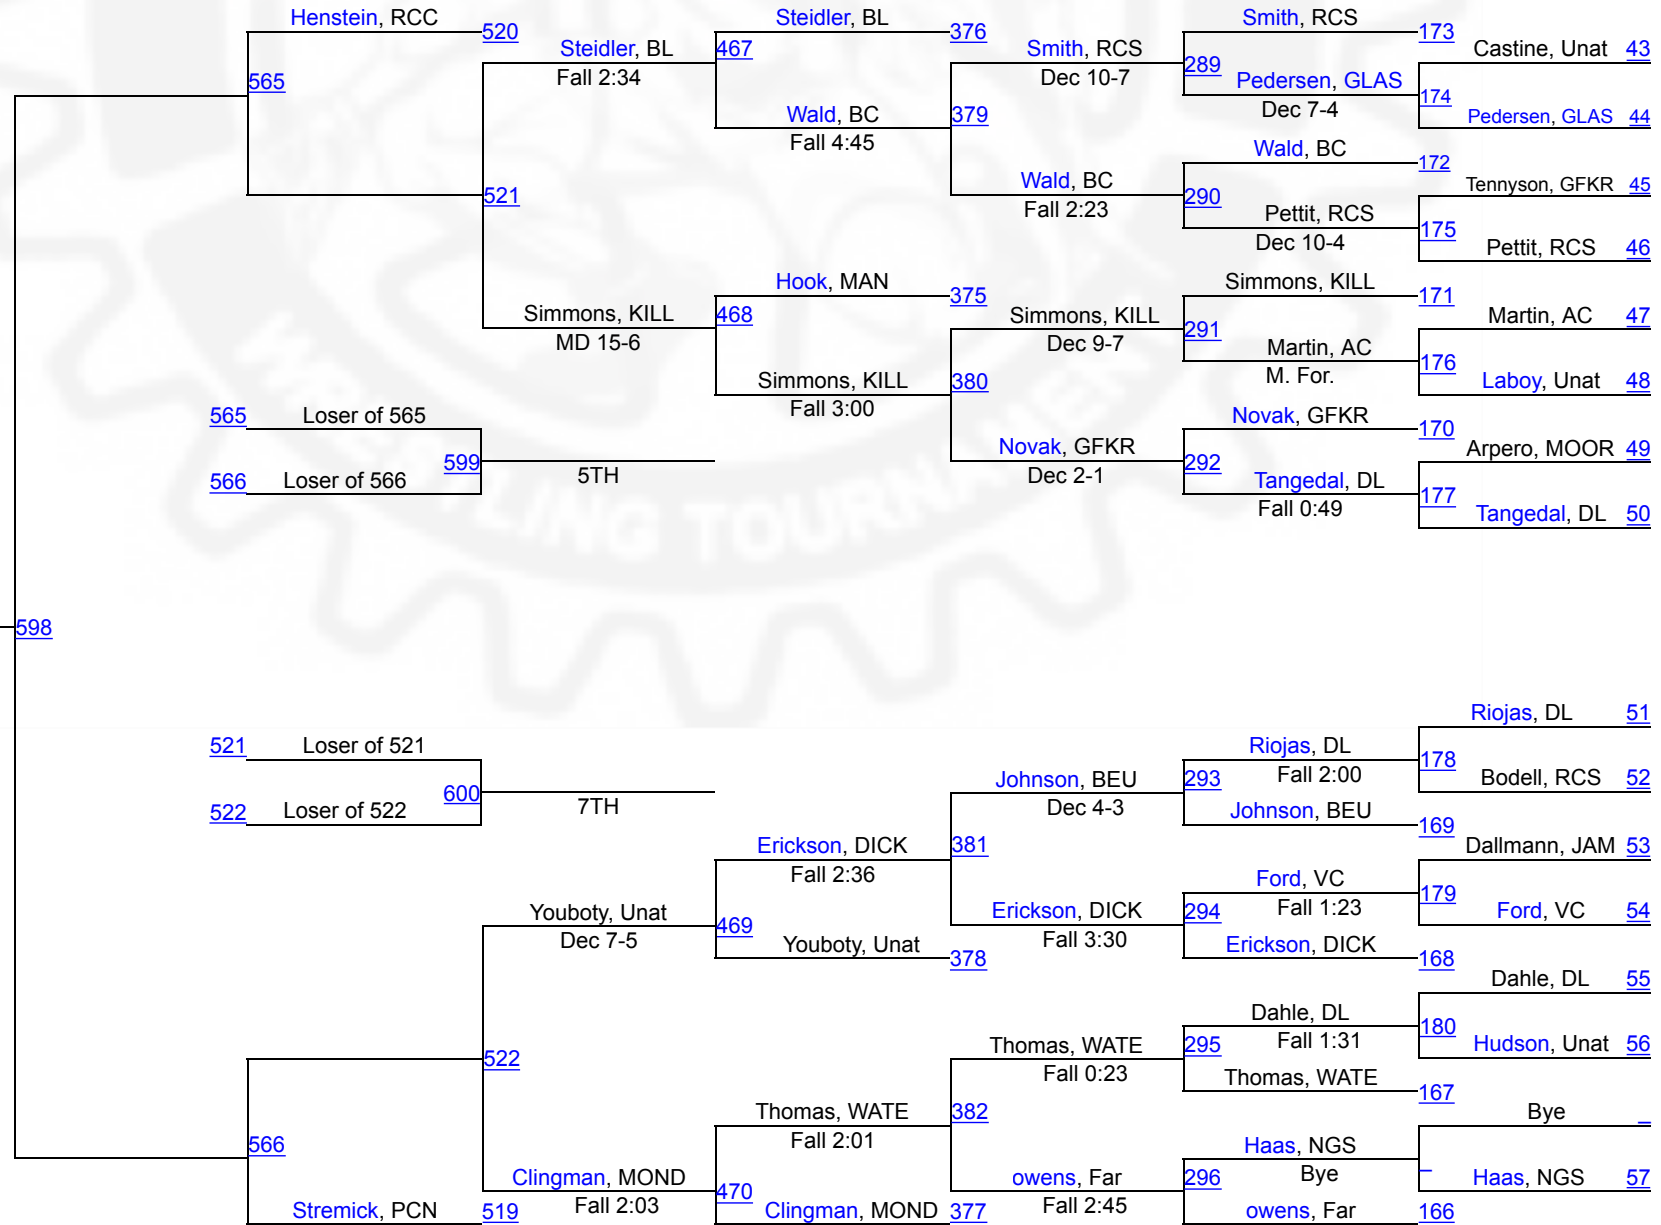 Henstein, RCC
520
565
Steidler, BL
Fall 2:34
521
Steidler, BL
376
467
Wald, BC
Fall 4:45
Smith, RCS
Dec 10-7
379
Wald, BC
Fall 2:23
Smith, RCS
173
289
Pedersen, GLAS
Dec 7-4
Castine, Unat 43
174
Pedersen, GLAS 44
Wald, BC
172
290
Pettit, RCS
Dec 10-4
Tennyson, GFKR 45
175
Pettit, RCS 46
Simmons, KILL
MD 15-6
Hook, MAN
375
468
Simmons, KILL
Fall 3:00
Simmons, KILL
Dec 9-7
380
Novak, GFKR
Dec 2-1
Simmons, KILL
171
291
Martin, AC
M. For.
Martin, AC 47
176
Laboy, Unat 48
Novak, GFKR
170
292
Tangedal, DL
Fall 0:49
Arpero, MOOR 49
177
Tangedal, DL 50
565 Loser of 565
599
5TH
566 Loser of 566
WRESTLING TOURNAMENT
598
521 Loser of 521
600
7TH
522 Loser of 522
Youboty, Unat
Dec 7-5
522
Erickson, DICK
Fall 2:36
469
Youboty, Unat
378
Johnson, BEU
Dec 4-3
381
Erickson, DICK
Fall 3:30
Riojas, DL
Fall 2:00
293
Johnson, BEU
169
Riojas, DL 51
178
Bodell, RCS 52
Ford, VC
Fall 1:23
294
Erickson, DICK
168
Dallmann, JAM 53
179
Ford, VC 54
566
Stremick, PCN
519
Clingman, MOND
Fall 2:03
Thomas, WATE
Fall 2:01
470
Clingman, MOND 377
Thomas, WATE
Fall 0:23
382
owens, Far
Fall 2:45
Dahle, DL
Fall 1:31
295
Thomas, WATE
167
Dahle, DL 55
180
Hudson, Unat 56
Haas, NGS
Bye
296
owens, Far
166
Bye _
_
Haas, NGS 57